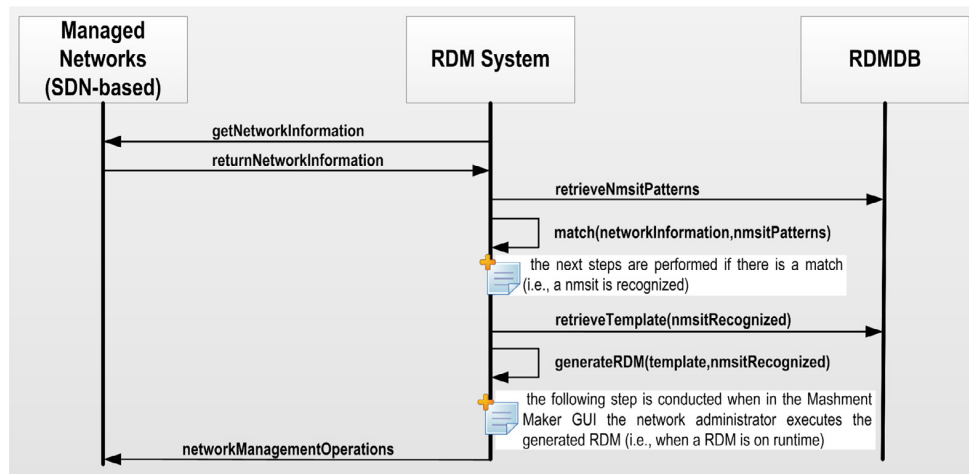 Managed
Networks
(SDN-based)
RDM System
RDMDB
getNetworkInformation
returnNetworkInformation
retrieveNmsitPatterns
match(networkInformation,nmsitPatterns)
the next steps are performed if there is a match
(i.e., a nmsit is recognized)
retrieveTemplate(nmsitRecognized)
generateRDM(template,nmsitRecognized)
the following step is conducted when in the Mashment
Maker GUI the network administrator executes the
generated RDM (i.e., when a RDM is on runtime)
networkManagementOperations